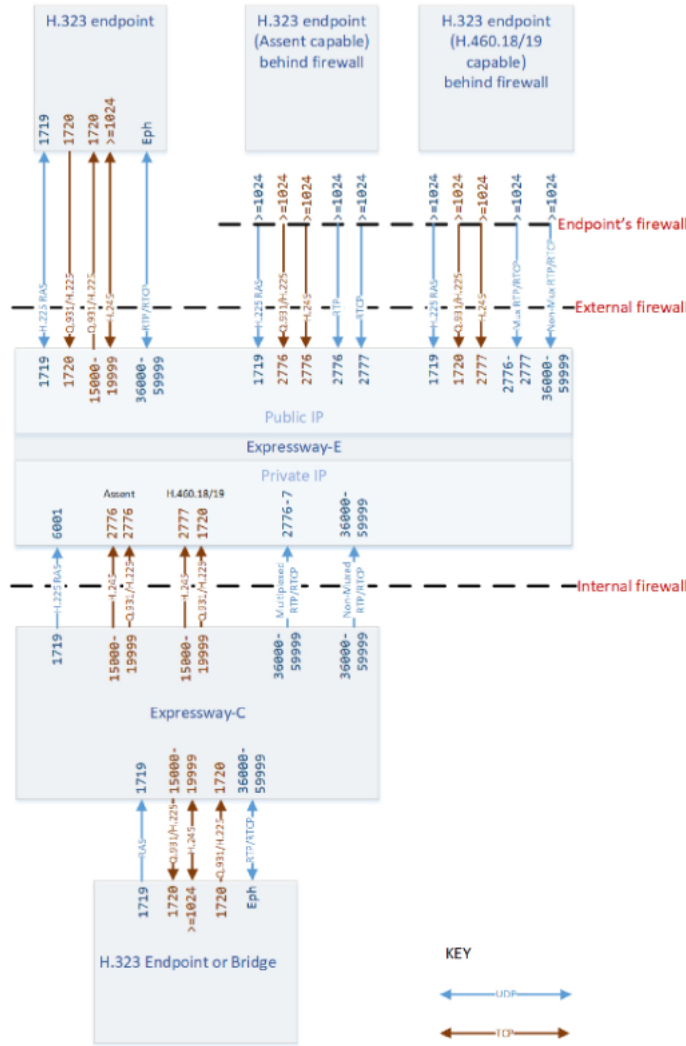 H.323 endpoint
H.323 endpoint
(Assent capable)
behind firewall
H.323 endpoint
(H.460.18/19
capable)
behind firewall
1719
1720
1720
>=1024
Eph
>=1024
>=1024
>=1024
>=1024
>=1024
>=1024
>=1024
>=1024
>=1024
>=1024
Endpoint's firewall
H.225 RAS
Q.931/H.225
Q.931/H.225
H.245
RTP/RTCP
H.225 RAS
Q.931/H.225
H.245
RTP
RTCP
H.225 RAS
Q.931/H.225
H.245
Mux RTP/RTCP
Non-Mux RTP/RTCP
External firewall
1719
1720
15000-
19999
36000-
59999
1719
2776
2776
2776
2777
1719
1720
2777
2776-
2777
36000-
59999
Public IP
Expressway-E
Private IP
Assent
H.460.18/19
6001
2776
2776
2777
1720
2776-7
36000-
59999
H.225 RAS
H.245
Q.931/H.225
H.245
Q.931/H.225
Multiplexed
RTP/RTCP
Non-Muxed
RTP/RTCP
Internal firewall
1719
15000-
19999
15000-
19999
36000-
59999
36000-
59999
Expressway-C
1719
15000-
19999
1720
36000-
59999
RAS
Q.931/H.225
H.245
Q.931/H.225
RTP/RTCP
1719
1720
>=1024
1720
Eph
H.323 Endpoint or Bridge
KEY
UDP
TCP